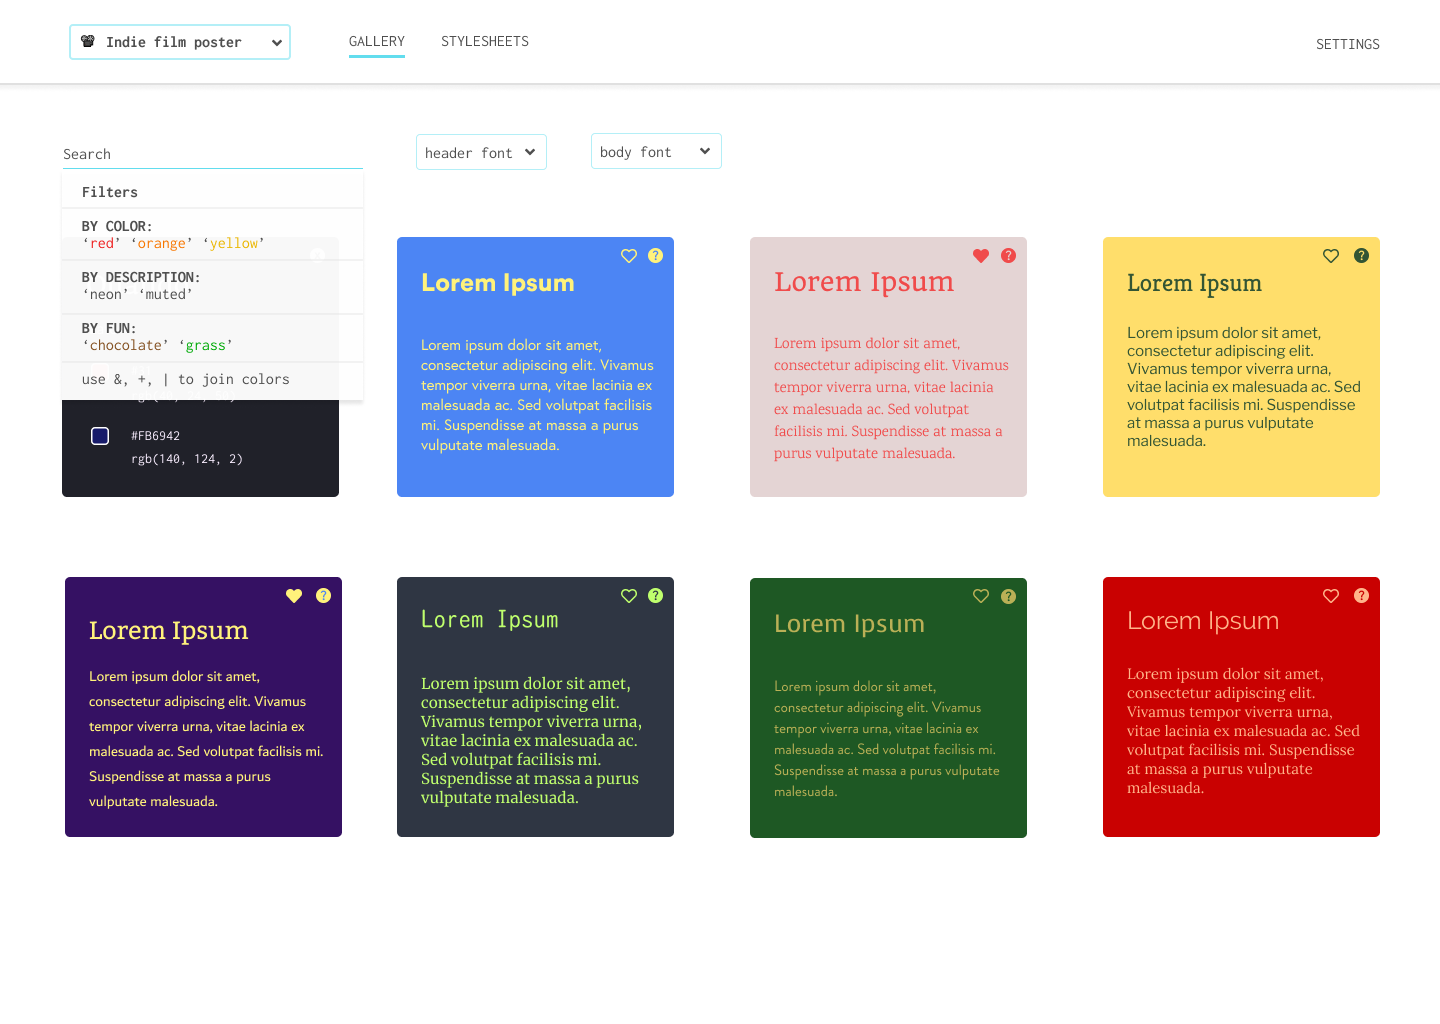 Indie film poster
GALLERY
STYLESHEETS
SETTINGS
Search
header font
body font
Filters
BY COLOR:
‘red’ ‘orange’ ‘yellow’
BY DESCRIPTION:
‘neon’ ‘muted’
BY FUN:
‘chocolate’ ‘grass’
use &, +, | to join colors
#FB6942
rgb(140, 124, 2)
?
Lorem Ipsum
Lorem ipsum dolor sit amet,
consectetur adipiscing elit. Vivamus
tempor viverra urna, vitae lacinia ex
malesuada ac. Sed volutpat facilisis
mi. Suspendisse at massa a purus
vulputate malesuada.
?
Lorem Ipsum
Lorem ipsum dolor sit amet,
consectetur adipiscing elit. Vivamus
tempor viverra urna, vitae lacinia
ex malesuada ac. Sed volutpat
facilisis mi. Suspendisse at massa a
purus vulputate malesuada.
?
Lorem Ipsum
Lorem ipsum dolor sit amet,
consectetur adipiscing elit.
Vivamus tempor viverra urna,
vitae lacinia ex malesuada ac. Sed
volutpat facilisis mi. Suspendisse
at massa a purus vulputate
malesuada.
?
Lorem Ipsum
Lorem ipsum dolor sit amet,
consectetur adipiscing elit. Vivamus
tempor viverra urna, vitae lacinia ex
malesuada ac. Sed volutpat facilisis mi.
Suspendisse at massa a purus
vulputate malesuada.
?
Lorem Ipsum
Lorem ipsum dolor sit amet,
consectetur adipiscing elit.
Vivamus tempor viverra urna,
vitae lacinia ex malesuada ac.
Sed volutpat facilisis mi.
Suspendisse at massa a purus
vulputate malesuada.
?
Lorem Ipsum
Lorem ipsum dolor sit amet,
consectetur adipiscing elit. Vivamus
tempor viverra urna, vitae lacinia ex
malesuada ac. Sed volutpat facilisis mi.
Suspendisse at massa a purus vulputate
malesuada.
?
Lorem Ipsum
Lorem ipsum dolor sit amet,
consectetur adipiscing elit.
Vivamus tempor viverra urna,
vitae lacinia ex malesuada ac. Sed
volutpat facilisis mi. Suspendisse
at massa a purus vulputate
malesuada.